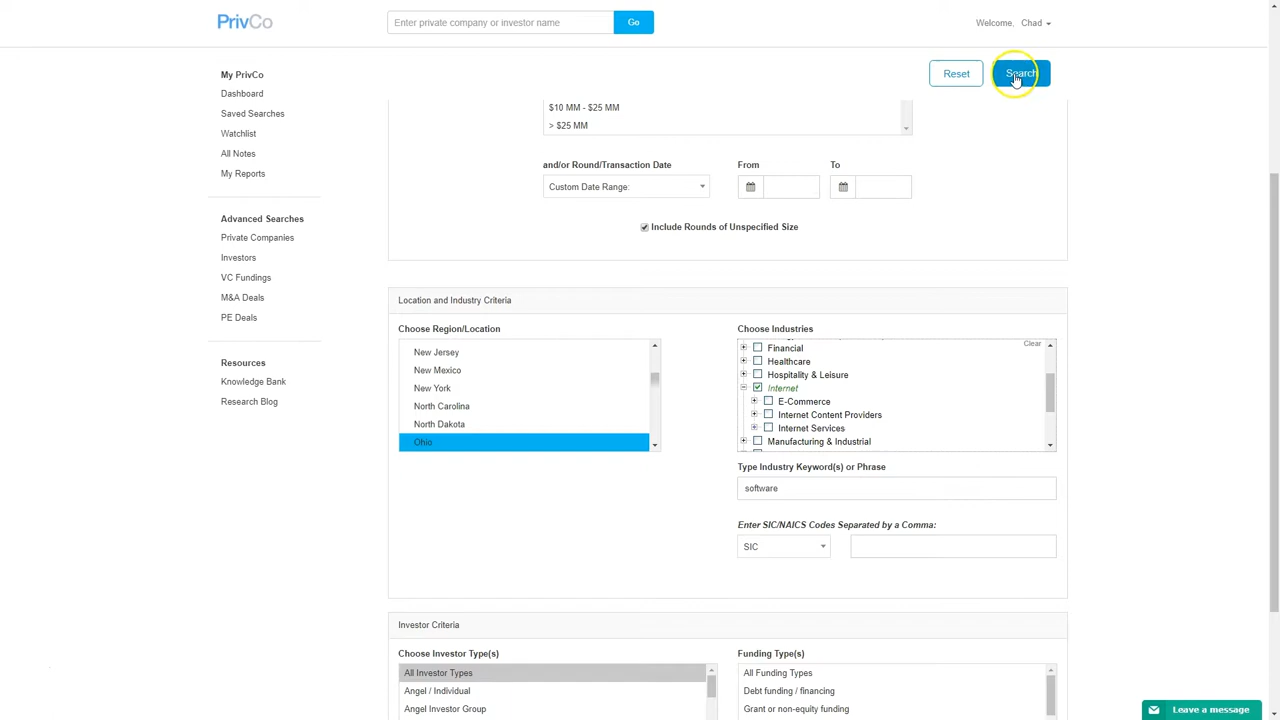 PrivCo
Enter private company or investor name
Go
Welcome, Chad
Reset
Search
My PrivCo
Dashboard
Saved Searches
Watchlist
All Notes
My Reports
Advanced Searches
Private Companies
Investors
VC Fundings
M&A Deals
PE Deals
Resources
Knowledge Bank
Research Blog
$10 MM - $25 MM
> $25 MM
and/or Round/Transaction Date
From
To
Custom Date Range:
Include Rounds of Unspecified Size
Location and Industry Criteria
Choose Region/Location
New Jersey
New Mexico
New York
North Carolina
North Dakota
Ohio
Choose Industries
Clear
Financial
Healthcare
Hospitality & Leisure
Internet
E-Commerce
Internet Content Providers
Internet Services
Manufacturing & Industrial
Type Industry Keyword(s) or Phrase
software
Enter SIC/NAICS Codes Separated by a Comma:
SIC
Investor Criteria
Choose Investor Type(s)
All Investor Types
Angel / Individual
Angel Investor Group
Funding Type(s)
All Funding Types
Debt funding / financing
Grant or non-equity funding
Leave a message